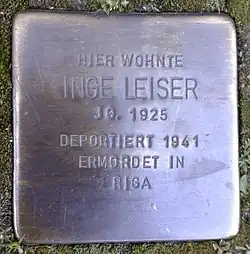 HIER WOHNTE
INGE LEISER
JG. 1925
DEPORTIERT 1941
ERMORDET IN
RIGA